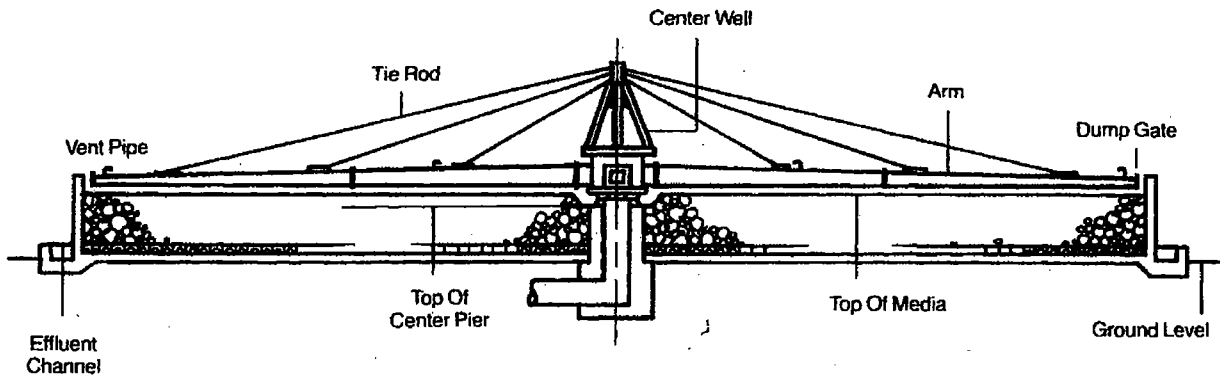 Center Well
Tie Rod
Arm
Dump Gate
Vent Pipe
Top Of
Center Pier
Top Of Media
Ground Level
Effluent
Channel